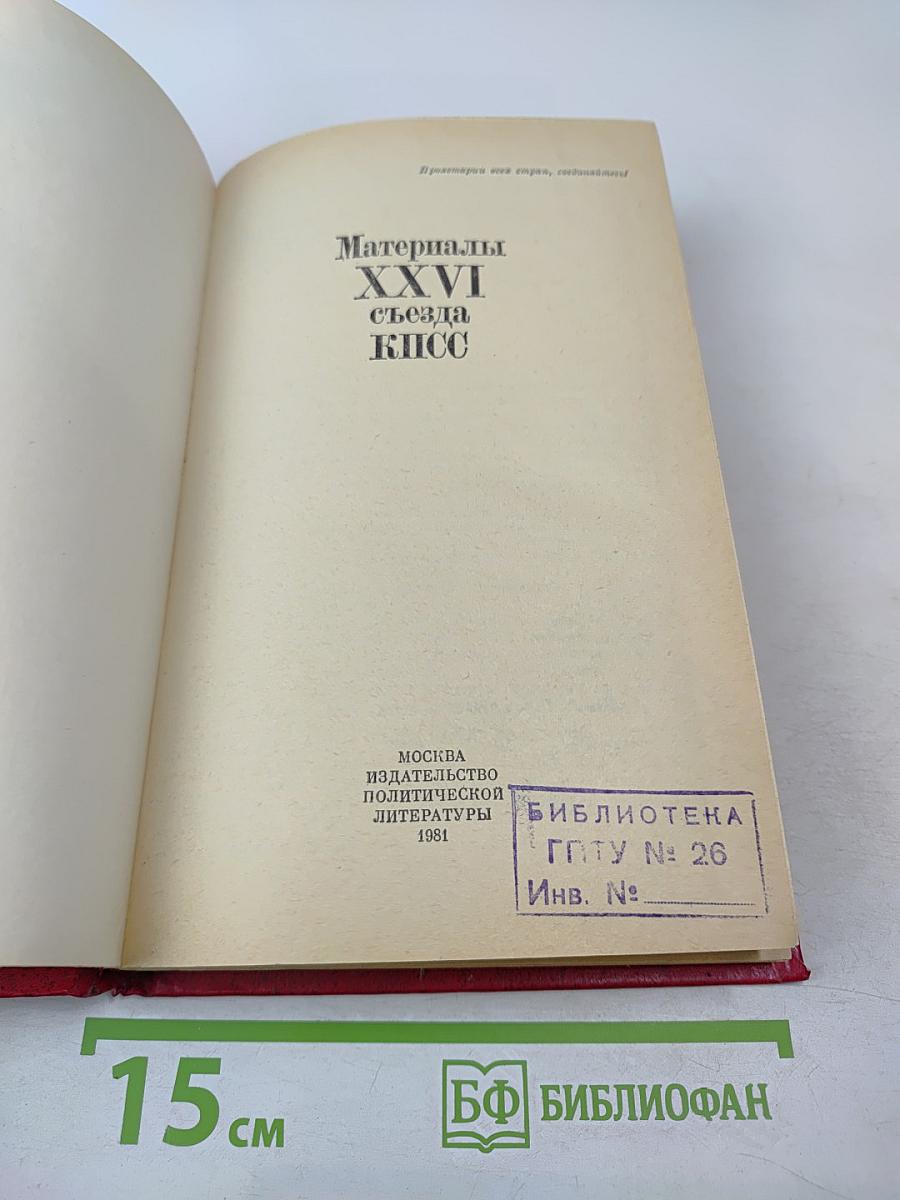 Пролетарии всех стран, соединяйтесь!
Материалы
XXVI
съезда
КПСС
МОСКВА
ИЗДАТЕЛЬСТВО
ПОЛИТИЧЕСКОЙ
ЛИТЕРАТУРЫ
1981
БИБЛИОТЕКА
ГПТУ № 26
Инв. №
15 см
БФ БИБЛИОФАН